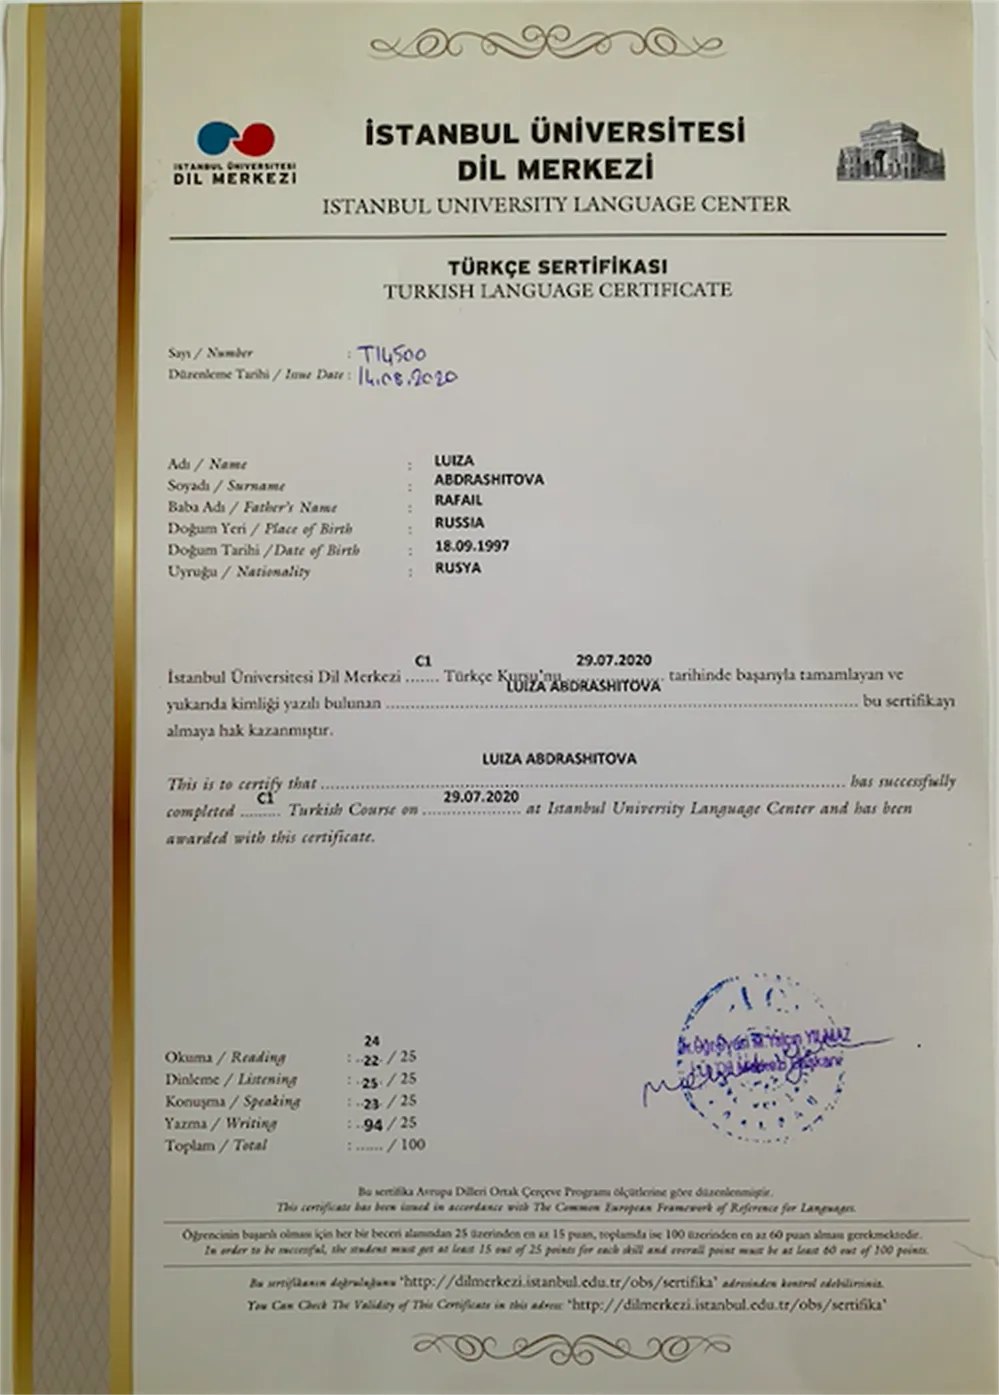 İSTANBUL ÜNİVERSİTESİ
DİL MERKEZİ
İSTANBUL ÜNİVERSİTESİ
DİL MERKEZİ
ISTANBUL UNIVERSITY LANGUAGE CENTER
TÜRKÇE SERTİFİKASI
TURKISH LANGUAGE CERTIFICATE
Sayı / Number : T14500
Düzenleme Tarihi / Issue Date : 14.08.2020
Adı / Name : LUIZA
Soyadı / Surname : ABDRASHITOVA
Baba Adı / Father's Name : RAFAIL
Doğum Yeri / Place of Birth : RUSSIA
Doğum Tarihi / Date of Birth : 18.09.1997
Uyruğu / Nationality : RUSYA
C1 29.07.2020
İstanbul Üniversitesi Dil Merkezi ....... Türkçe Kursu'nu .................... tarihinde başarıyla tamamlayan ve
LUIZA ABDRASHITOVA
yukarıda kimliği yazılı bulunan ................................................ bu sertifikayı
almaya hak kazanmıştır.
LUIZA ABDRASHITOVA
This is to certify that ................................................ has successfully
C1 29.07.2020
completed ......... Turkish Course on ...................... at Istanbul University Language Center and has been
awarded with this certificate.
24
Okuma / Reading : ..22. / 25
Dinleme / Listening : ..25. / 25
Konuşma / Speaking : ..23. / 25
Yazma / Writing : ..94 / 25
Toplam / Total : ...... / 100
Dr. Öğr. Üyesi M. Yalçın YILMAZ
İ.Ü. Dil Merkezi Başkanı
Bu sertifika Avrupa Dilleri Ortak Çerçeve Programı ölçütlerine göre düzenlenmiştir.
This certificate has been issued in accordance with The Common European Framework of Reference for Languages.
Öğrencinin başarılı olması için her bir beceri alanından 25 üzerinden en az 15 puan, toplamda ise 100 üzerinden en az 60 puan alması gerekmektedir.
In order to be successful, the student must get at least 15 out of 25 points for each skill and overall point must be at least 60 out of 100 points.
Bu sertifikanın doğruluğunu 'http://dilmerkezi.istanbul.edu.tr/obs/sertifika' adresinden kontrol edebilirsiniz.
You Can Check The Validity of This Certificate in this adress 'http://dilmerkezi.istanbul.edu.tr/obs/sertifika'